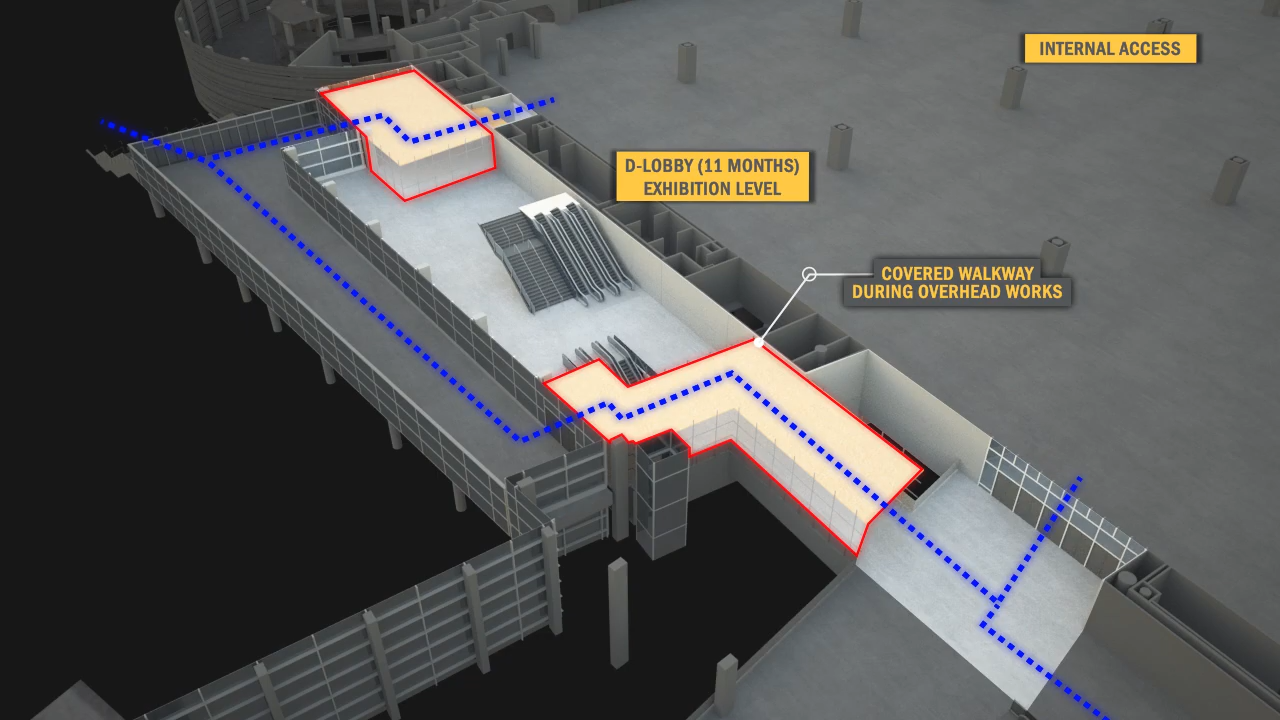 INTERNAL ACCESS
D-LOBBY (11 MONTHS)
EXHIBITION LEVEL
COVERED WALKWAY
DURING OVERHEAD WORKS